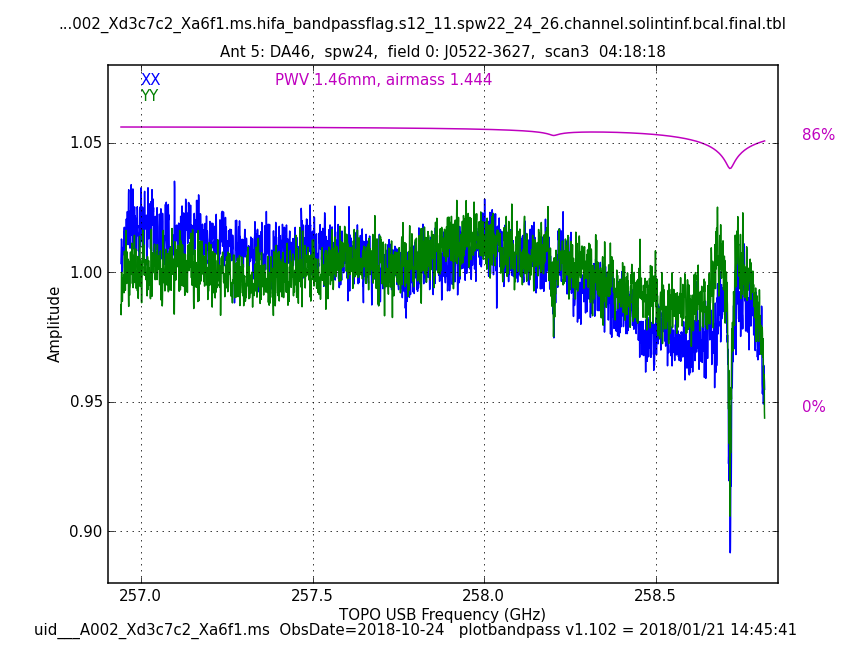 ...002_Xd3c7c2_Xa6f1.ms.hifa_bandpassflag.s12_11.spw22_24_26.channel.solintinf.bcal.final.tbl
Ant 5: DA46,  spw24,  field 0: J0522-3627,  scan3  04:18:18
XX
PWV 1.46mm, airmass 1.444
YY
86%
1.05
1.00
0.95
0.90
0%
Amplitude
257.0 257.5 258.0 258.5
TOPO USB Frequency (GHz)
uid___A002_Xd3c7c2_Xa6f1.ms  ObsDate=2018-10-24   plotbandpass v1.102 = 2018/01/21 14:45:41